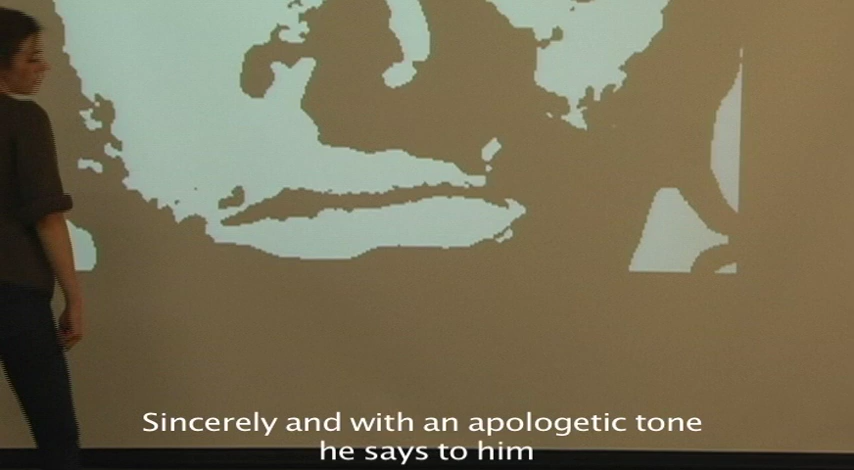 Sincerely and with an apologetic tone
he says to him